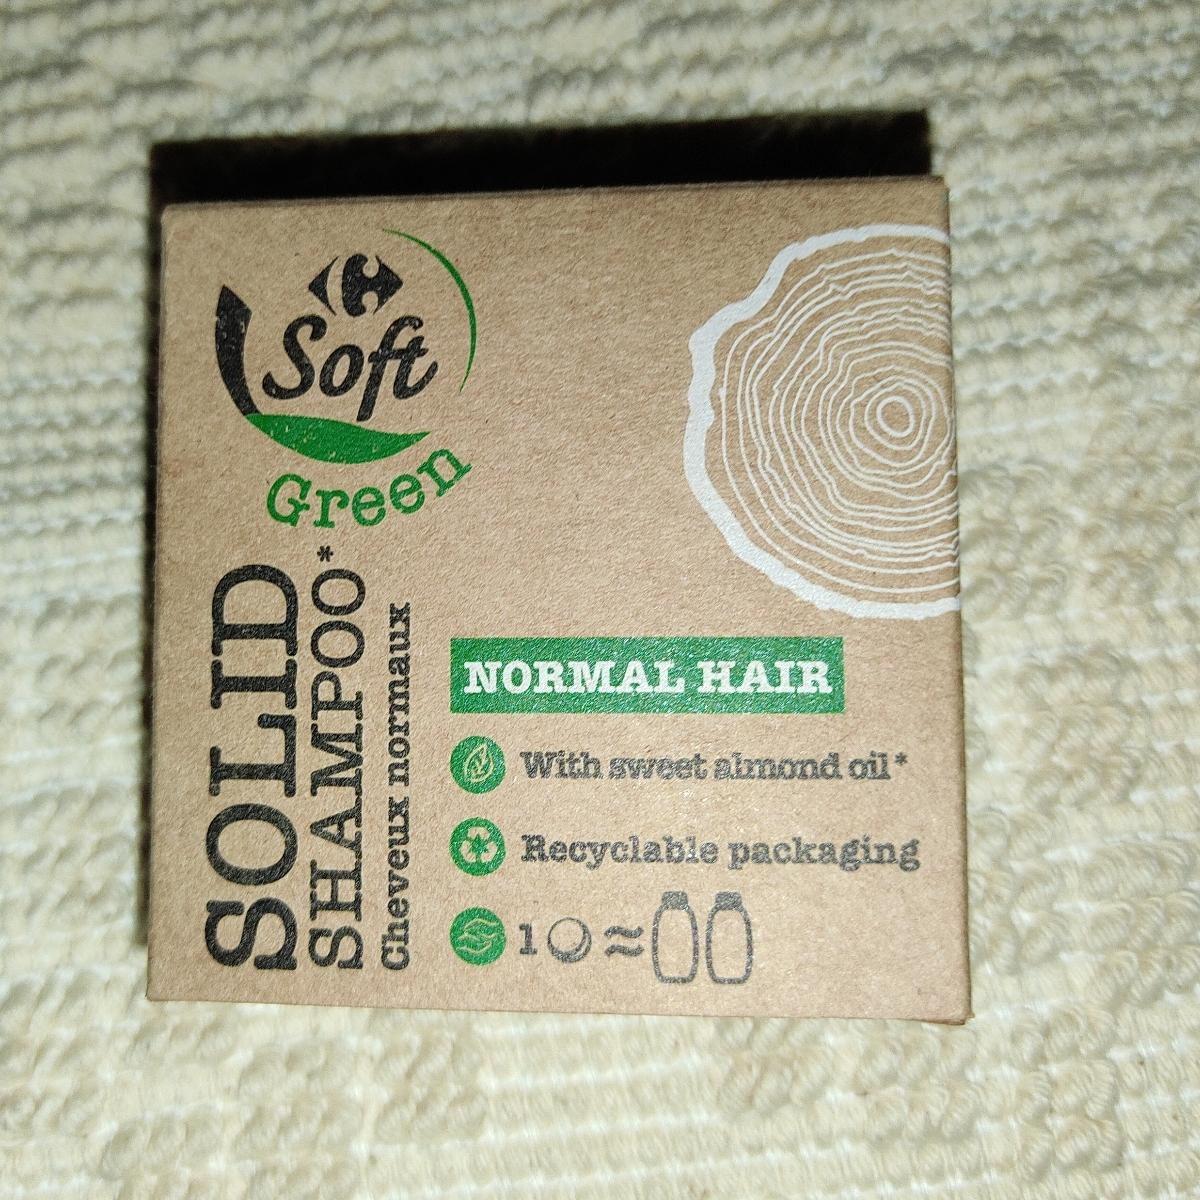 Soft
Green
SOLID
SHAMPOO*
Cheveux normaux
NORMAL HAIR
With sweet almond oil*
Recyclable packaging
1 ≈